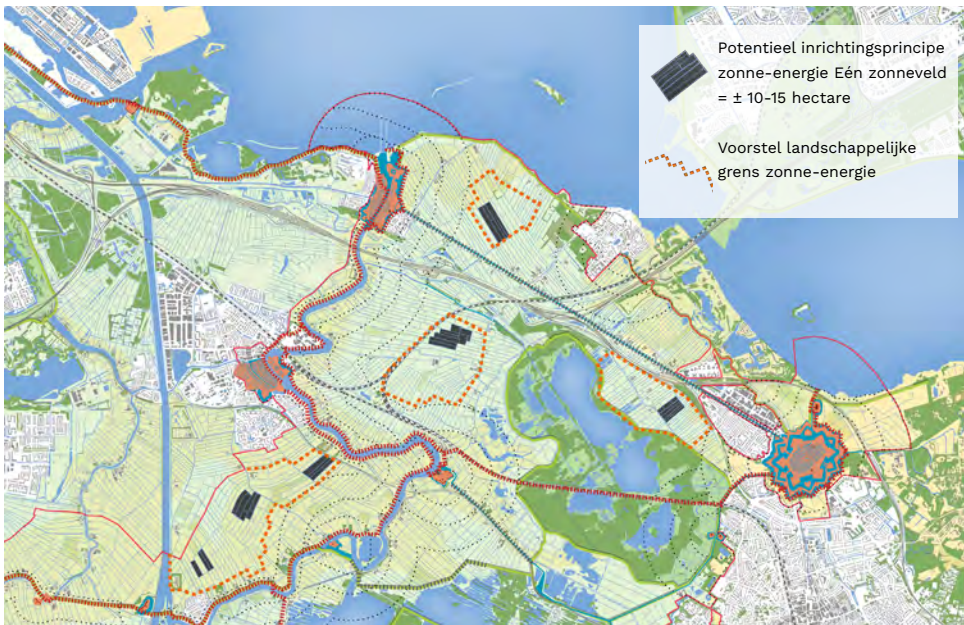 Potentieel inrichtingsprincipe
zonne-energie Eén zonneveld
= ± 10-15 hectare
Voorstel landschappelijke
grens zonne-energie